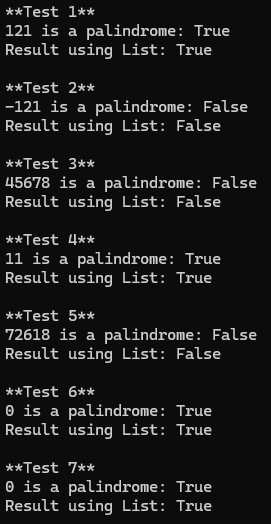 **Test 1**
121 is a palindrome: True
Result using List: True
**Test 2**
-121 is a palindrome: False
Result using List: False
**Test 3**
45678 is a palindrome: False
Result using List: False
**Test 4**
11 is a palindrome: True
Result using List: True
**Test 5**
72618 is a palindrome: False
Result using List: False
**Test 6**
0 is a palindrome: True
Result using List: True
**Test 7**
0 is a palindrome: True
Result using List: True